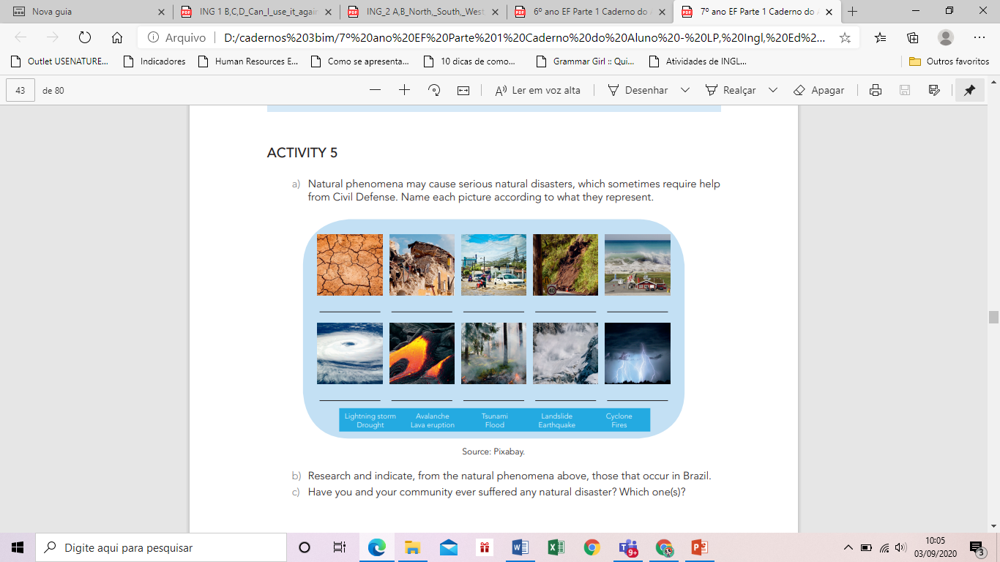 Nova guia
ING 1 B,C,D_Can_I_use_it_agair
ING_2 A,B_North,_South,_West
6º ano EF Parte 1 Caderno do
7º ano EF Parte 1 Caderno do
Arquivo
D:/cadernos%203bim/7º%20ano%20EF%20Parte%201%20Caderno%20do%20Aluno%20-%20LP,%20Ingl,%20Ed%2...
Outlet USENATURE...
Indicadores
Human Resources E...
Como se apresenta...
10 dicas de como...
Grammar Girl :: Qui...
Atividades de INGL...
Outros favoritos
43 de 80
Ler em voz alta
Desenhar
Realçar
Apagar
ACTIVITY 5
a) Natural phenomena may cause serious natural disasters, which sometimes require help
from Civil Defense. Name each picture according to what they represent.
Lightning storm Avalanche Tsunami Landslide Cyclone
Drought Lava eruption Flood Earthquake Fires
Source: Pixabay.
b) Research and indicate, from the natural phenomena above, those that occur in Brazil.
c) Have you and your community ever suffered any natural disaster? Which one(s)?
Digite aqui para pesquisar
9+
10:05
03/09/2020
3